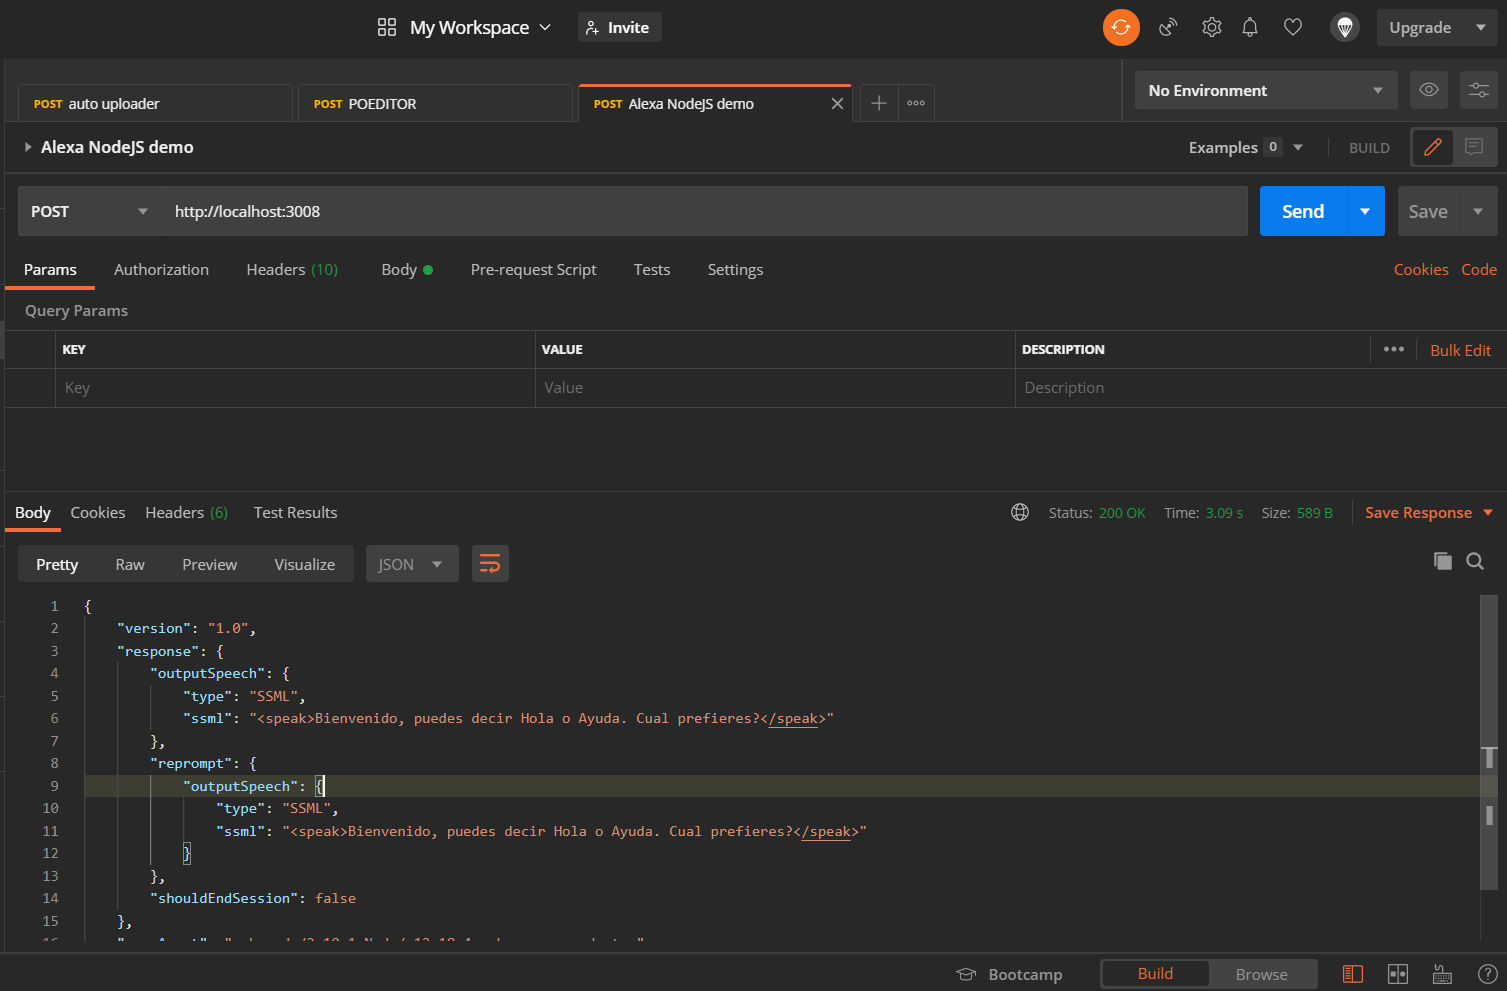 My Workspace Invite Upgrade
POST auto uploader POST POEDITOR POST Alexa NodeJS demo No Environment
Alexa NodeJS demo Examples 0 BUILD
POST http://localhost:3008 Send Save
Params Authorization Headers (10) Body Pre-request Script Tests Settings Cookies Code
Query Params
KEY VALUE DESCRIPTION Bulk Edit
Key Value Description
Body Cookies Headers (6) Test Results Status: 200 OK Time: 3.09 s Size: 589 B Save Response
Pretty Raw Preview Visualize JSON
1 {
2 "version": "1.0",
3 "response": {
4 "outputSpeech": {
5 "type": "SSML",
6 "ssml": "<speak>Bienvenido, puedes decir Hola o Ayuda. Cual prefieres?</speak>"
7 },
8 "reprompt": {
9 "outputSpeech": {
10 "type": "SSML",
11 "ssml": "<speak>Bienvenido, puedes decir Hola o Ayuda. Cual prefieres?</speak>"
12 }
13 },
14 "shouldEndSession": false
15 },
Bootcamp Build Browse